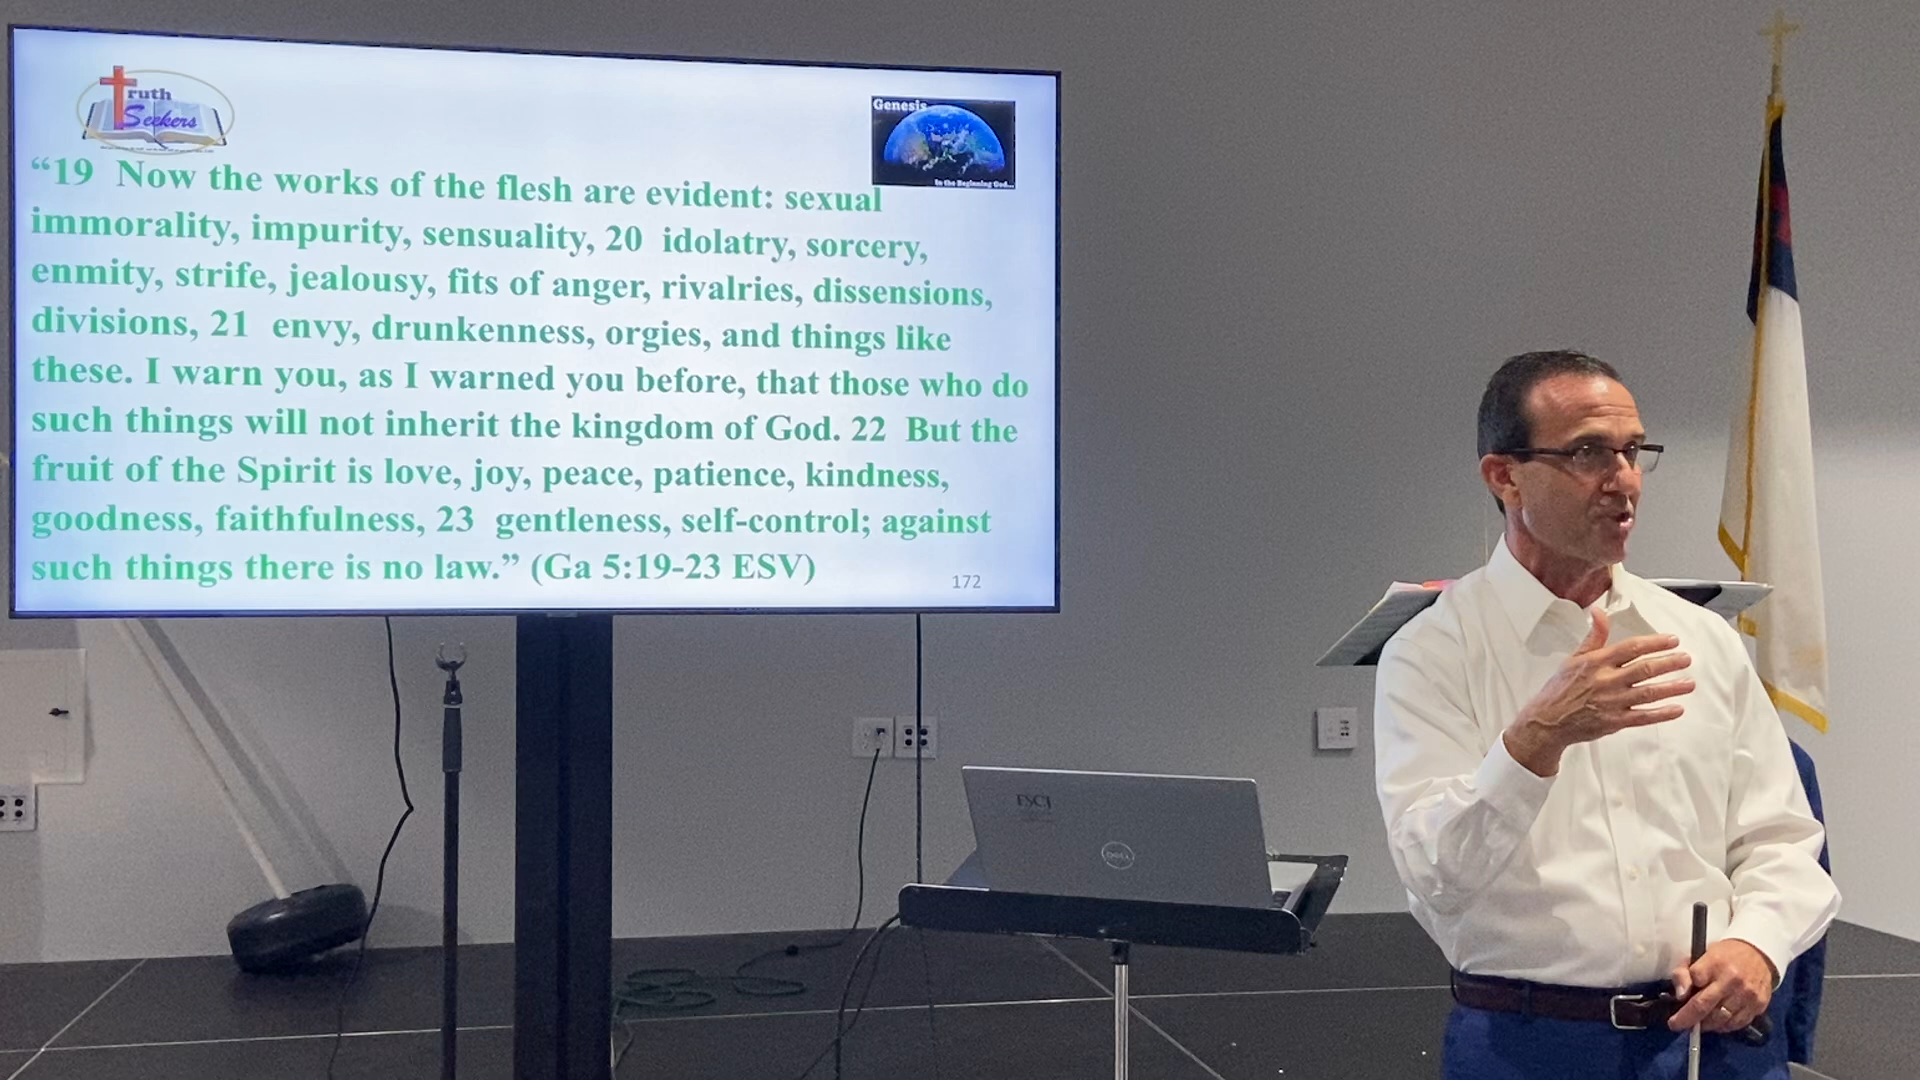 Truth
Seekers
Genesis
In the Beginning God...
“19 Now the works of the flesh are evident: sexual
immorality, impurity, sensuality, 20 idolatry, sorcery,
enmity, strife, jealousy, fits of anger, rivalries, dissensions,
divisions, 21 envy, drunkenness, orgies, and things like
these. I warn you, as I warned you before, that those who do
such things will not inherit the kingdom of God. 22 But the
fruit of the Spirit is love, joy, peace, patience, kindness,
goodness, faithfulness, 23 gentleness, self-control; against
such things there is no law.” (Ga 5:19-23 ESV)
172
DELL